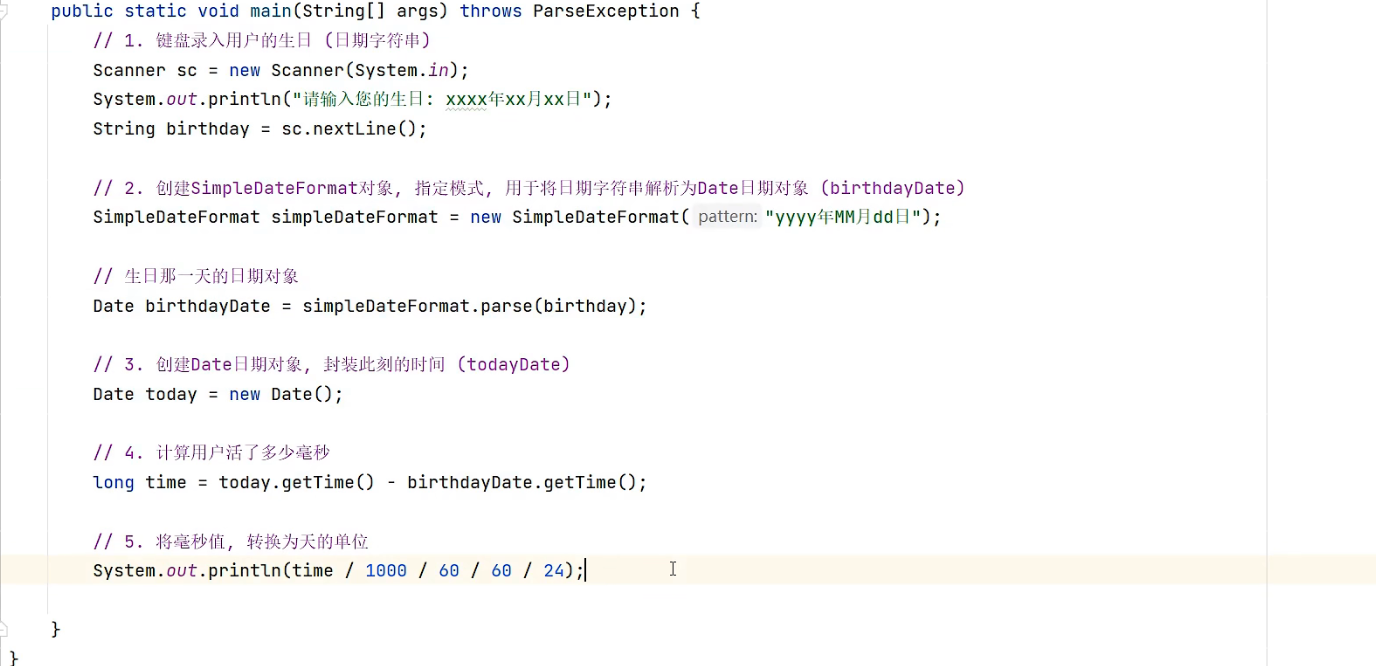 public static void main(String[] args) throws ParseException {
// 1. 键盘录入用户的生日 (日期字符串)
Scanner sc = new Scanner(System.in);
System.out.println("请输入您的生日: xxxx年xx月xx日");
String birthday = sc.nextLine();
// 2. 创建SimpleDateFormat对象, 指定模式, 用于将日期字符串解析为Date日期对象 (birthdayDate)
SimpleDateFormat simpleDateFormat = new SimpleDateFormat( pattern: "yyyy年MM月dd日");
// 生日那一天的日期对象
Date birthdayDate = simpleDateFormat.parse(birthday);
// 3. 创建Date日期对象, 封装此刻的时间 (todayDate)
Date today = new Date();
// 4. 计算用户活了多少毫秒
long time = today.getTime() - birthdayDate.getTime();
// 5. 将毫秒值, 转换为天的单位
System.out.println(time / 1000 / 60 / 60 / 24);
}
}